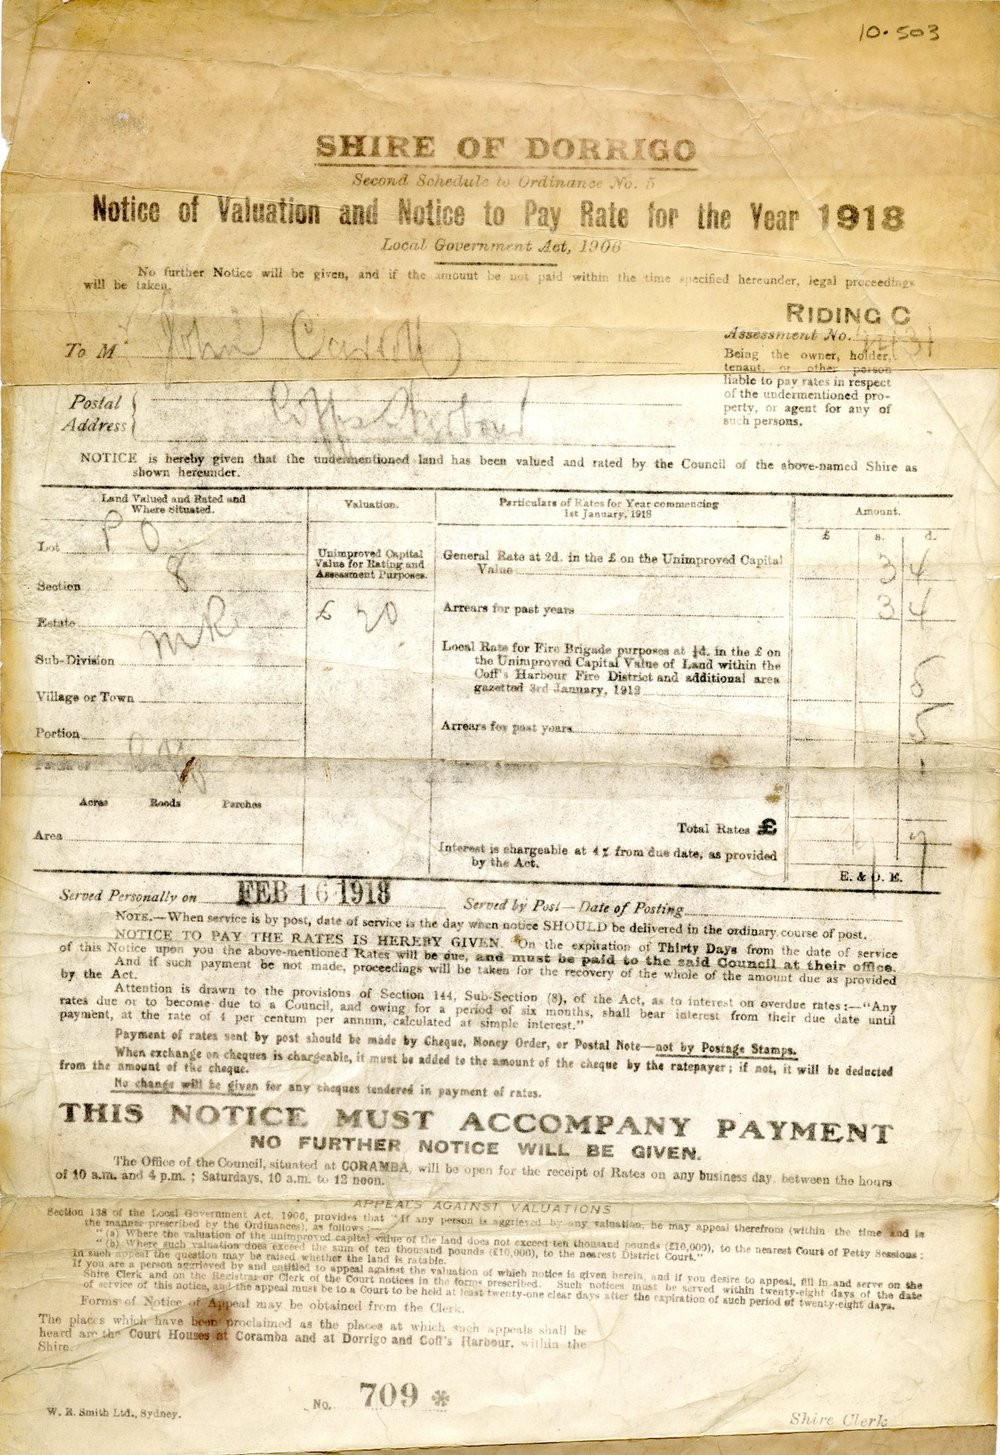 10.503
SHIRE OF DORRIGO
Second Schedule to Ordinance No. 5
Notice of Valuation and Notice to Pay Rate for the Year 1918
Local Government Act, 1906
No further Notice will be given, and if the amount be not paid within the time specified hereunder, legal proceedings
will be taken.
RIDING C
Assessment No.
To M John Carroll
Being the owner, holder,
tenant, or other person
liable to pay rates in respect
of the undermentioned pro-
perty, or agent for any of
such persons.
Postal
Address
Coffs Harbour
NOTICE is hereby given that the undermentioned land has been valued and rated by the Council of the above-named Shire as
shown hereunder.
Land Valued and Rated and
Where Situated.
Valuation.
Particulars of Rates for Year commencing
1st January, 1918
Amount.
£ s. d.
Lot P O
Section 8
Estate
Sub-Division
Village or Town
Portion
Acres Roods Perches
Area
Unimproved Capital
Value for Rating and
Assessment Purposes.
£ 20
General Rate at 2d. in the £ on the Unimproved Capital
Value 3 4
Arrears for past years 3 4
Local Rate for Fire Brigade purposes at ¼d. in the £ on
the Unimproved Capital Value of Land within the
Coff's Harbour Fire District and additional area
gazetted 3rd January, 1912 5
Arrears for past years 5
Total Rates £ 7
Interest is chargeable at 4% from due date, as provided
by the Act.
E. & O. E.
Served Personally on FEB 16 1918 Served by Post—Date of Posting
NOTE.—When service is by post, date of service is the day when notice SHOULD be delivered in the ordinary course of post.
NOTICE TO PAY THE RATES IS HEREBY GIVEN. On the expiration of Thirty Days from the date of service
of this Notice upon you the above-mentioned Rates will be due, and must be paid to the said Council at their office.
And if such payment be not made, proceedings will be taken for the recovery of the whole of the amount due as provided
by the Act.
Attention is drawn to the provisions of Section 144, Sub-Section (8), of the Act, as to interest on overdue rates:—"Any
rates due or to become due to a Council, and owing for a period of six months, shall bear interest from their due date until
payment, at the rate of 4 per centum per annum, calculated at simple interest."
Payment of rates sent by post should be made by Cheque, Money Order, or Postal Note—not by Postage Stamps.
When exchange on cheques is chargeable, it must be added to the amount of the cheque by the ratepayer; if not, it will be deducted
from the amount of the cheque.
No change will be given for any cheques tendered in payment of rates.
THIS NOTICE MUST ACCOMPANY PAYMENT
NO FURTHER NOTICE WILL BE GIVEN.
The Office of the Council, situated at CORAMBA, will be open for the receipt of Rates on any business day between the hours
of 10 a.m. and 4 p.m.; Saturdays, 10 a.m. to 12 noon.
APPEALS AGAINST VALUATIONS
Section 138 of the Local Government Act, 1906, provides that "If any person is aggrieved by any valuation, he may appeal therefrom (within the time and in
the manner prescribed by the Ordinances), as follows:—
"(a) Where the valuation of the unimproved capital value of the land does not exceed ten thousand pounds (£10,000), to the nearest Court of Petty Sessions;
"(b) Where such valuation does exceed the sum of ten thousand pounds (£10,000), to the nearest District Court."
In such appeal the question may be raised whether the land is ratable.
If you are a person aggrieved by and entitled to appeal against the valuation of which notice is given herein, and if you desire to appeal, fill in and serve on the
Shire Clerk and on the Registrar or Clerk of the Court notices in the forms prescribed. Such notices must be served within twenty-eight days of the date
of service of this notice, and the appeal must be to a Court to be held at least twenty-one clear days after the expiration of such period of twenty-eight days.
Forms of Notice of Appeal may be obtained from the Clerk.
The places which have been proclaimed as the places at which such appeals shall be
heard are the Court Houses at Coramba and at Dorrigo and Coff's Harbour, within the
Shire.
No. 709 *
W. E. Smith Ltd., Sydney.
Shire Clerk